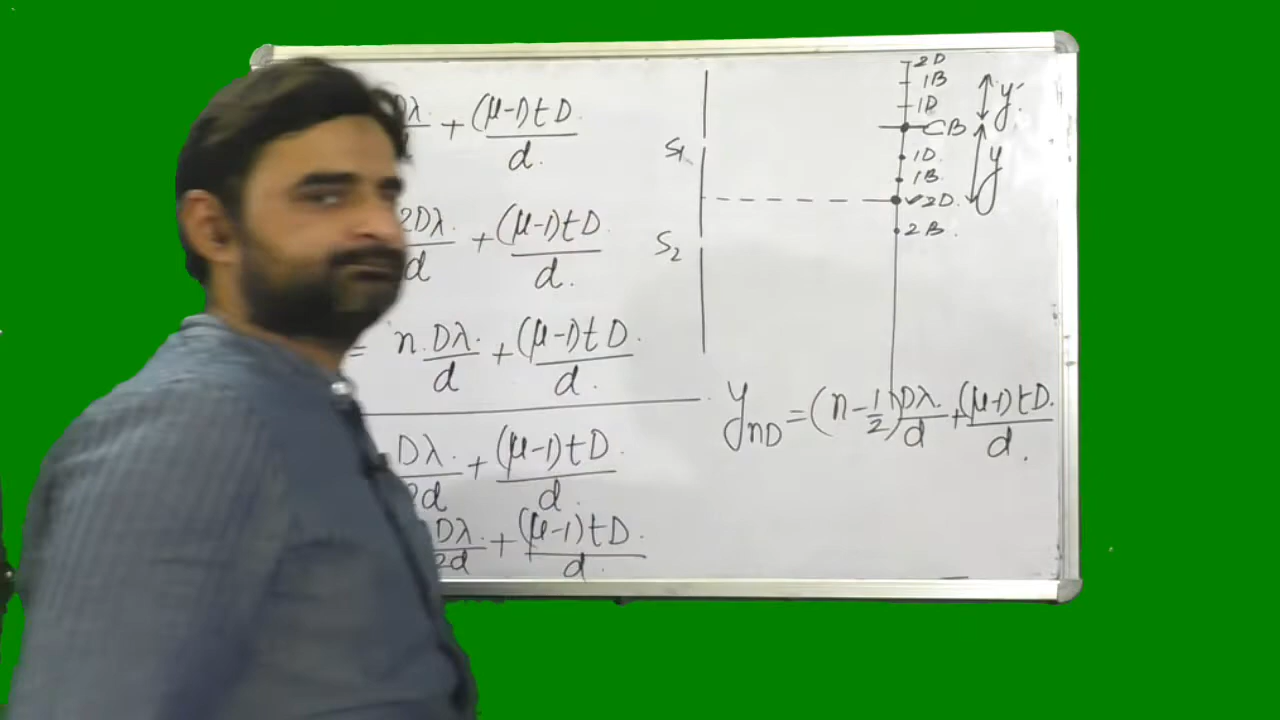 Dλ. + (μ-1)tD
d.
2Dλ. + (μ-1)tD
d d.
= n.Dλ. + (μ-1)tD
d d.
Dλ. + (μ-1)tD
2d d.
Dλ. + (μ-1)tD.
2d d.
S1
S2
2D
1B
1D
CB
1D.
1B.
✓2D.
2B.
y'
y
ynD = (n-1/2)Dλ./d + (μ-1)tD./d.